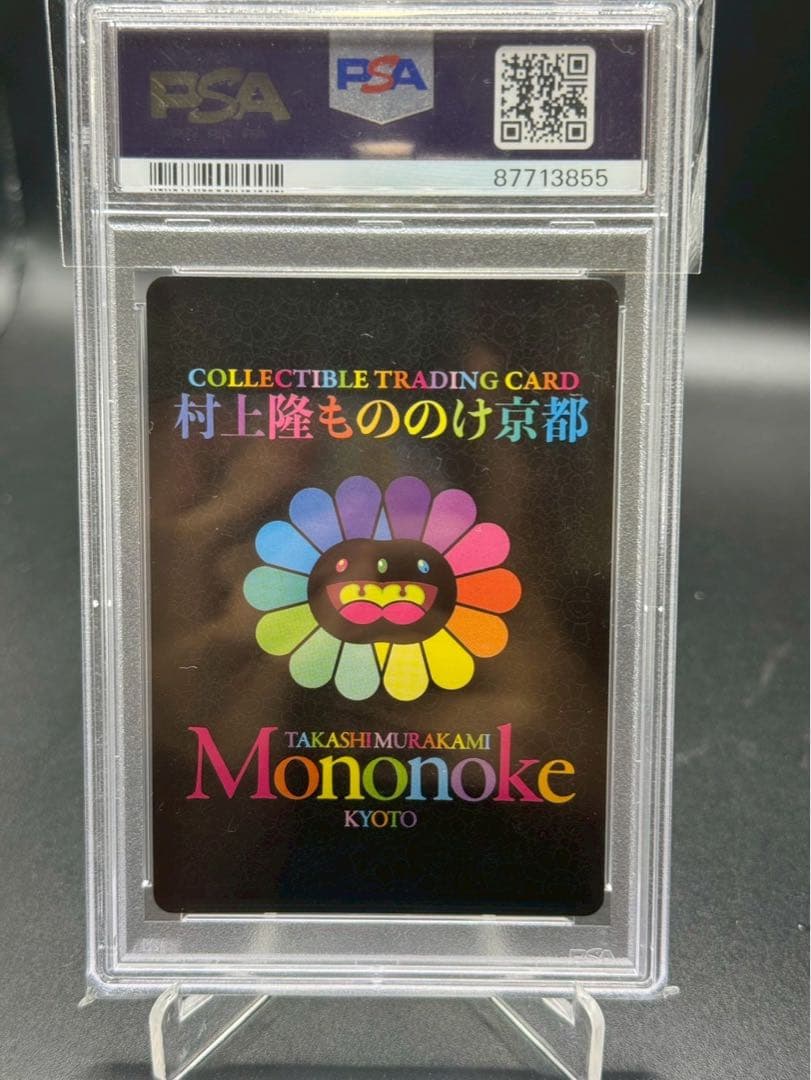 PSA
PSA
87713855
COLLECTIBLE TRADING CARD
村上隆もののけ京都
TAKASHI MURAKAMI
Mononoke
KYOTO
PSA